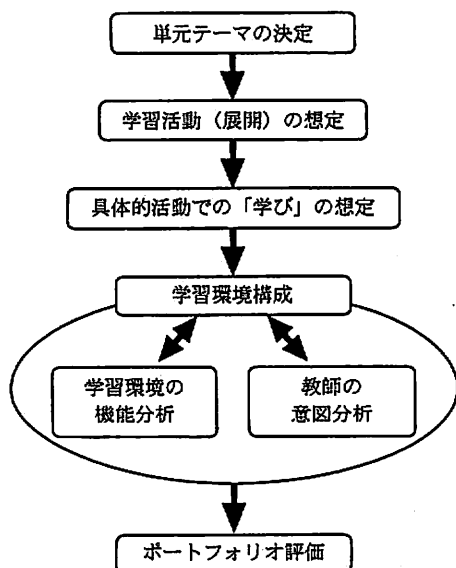 単元テーマの決定
学習活動（展開）の想定
具体的活動での「学び」の想定
学習環境構成
学習環境の
機能分析
教師の
意図分析
ポートフォリオ評価